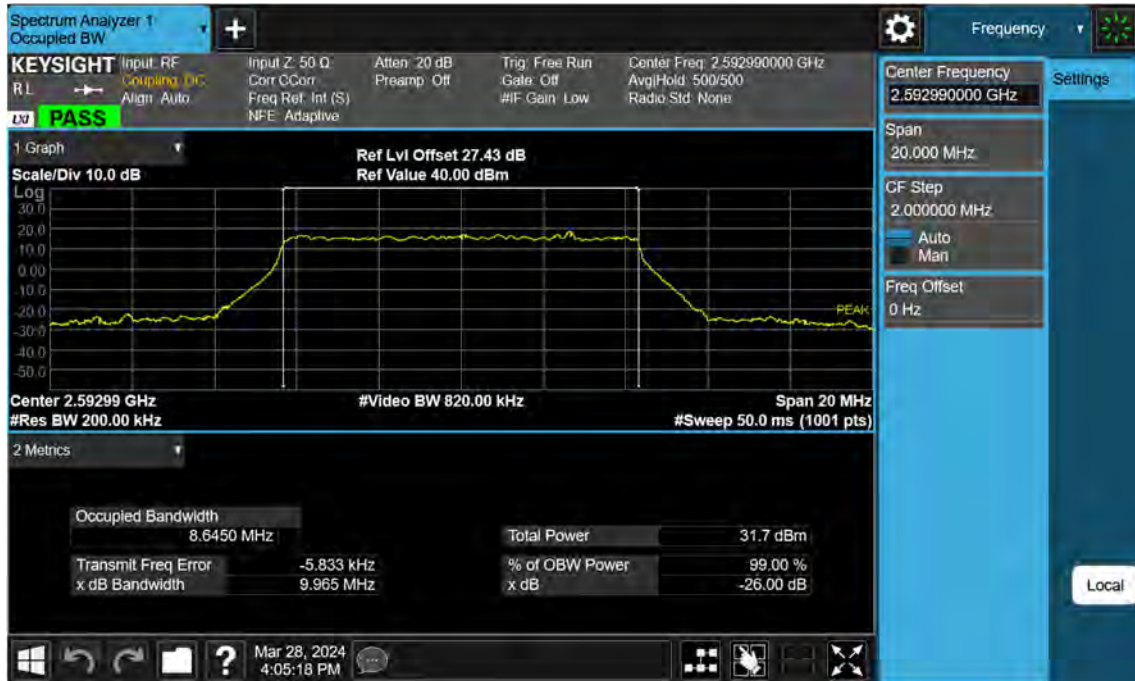 Spectrum Analyzer 1
Occupied BW
Frequency
KEYSIGHT
Input: RF
Input Z: 50 Ω
Atten: 20 dB
Trig: Free Run
Center Freq: 2.592990000 GHz
RL
Coupling: DC
Corr CCorr
Preamp: Off
Gate: Off
Avg|Hold: 500/500
Align: Auto
Freq Ref: Int (S)
#IF Gain: Low
Radio Std: None
NFE: Adaptive
LXI
PASS
Center Frequency
2.592990000 GHz
Settings
Span
20.000 MHz
CF Step
2.000000 MHz
Auto
Man
Freq Offset
0 Hz
1 Graph
Ref Lvl Offset 27.43 dB
Scale/Div 10.0 dB
Ref Value 40.00 dBm
Log
30.0
20.0
10.0
0.00
-10.0
-20.0
PEAK
-30.0
-40.0
-50.0
Center 2.59299 GHz
#Video BW 820.00 kHz
Span 20 MHz
#Res BW 200.00 kHz
#Sweep 50.0 ms (1001 pts)
2 Metrics
Occupied Bandwidth
8.6450 MHz
Total Power
31.7 dBm
Transmit Freq Error
-5.833 kHz
% of OBW Power
99.00 %
x dB Bandwidth
9.965 MHz
x dB
-26.00 dB
Local
Mar 28, 2024
4:05:18 PM